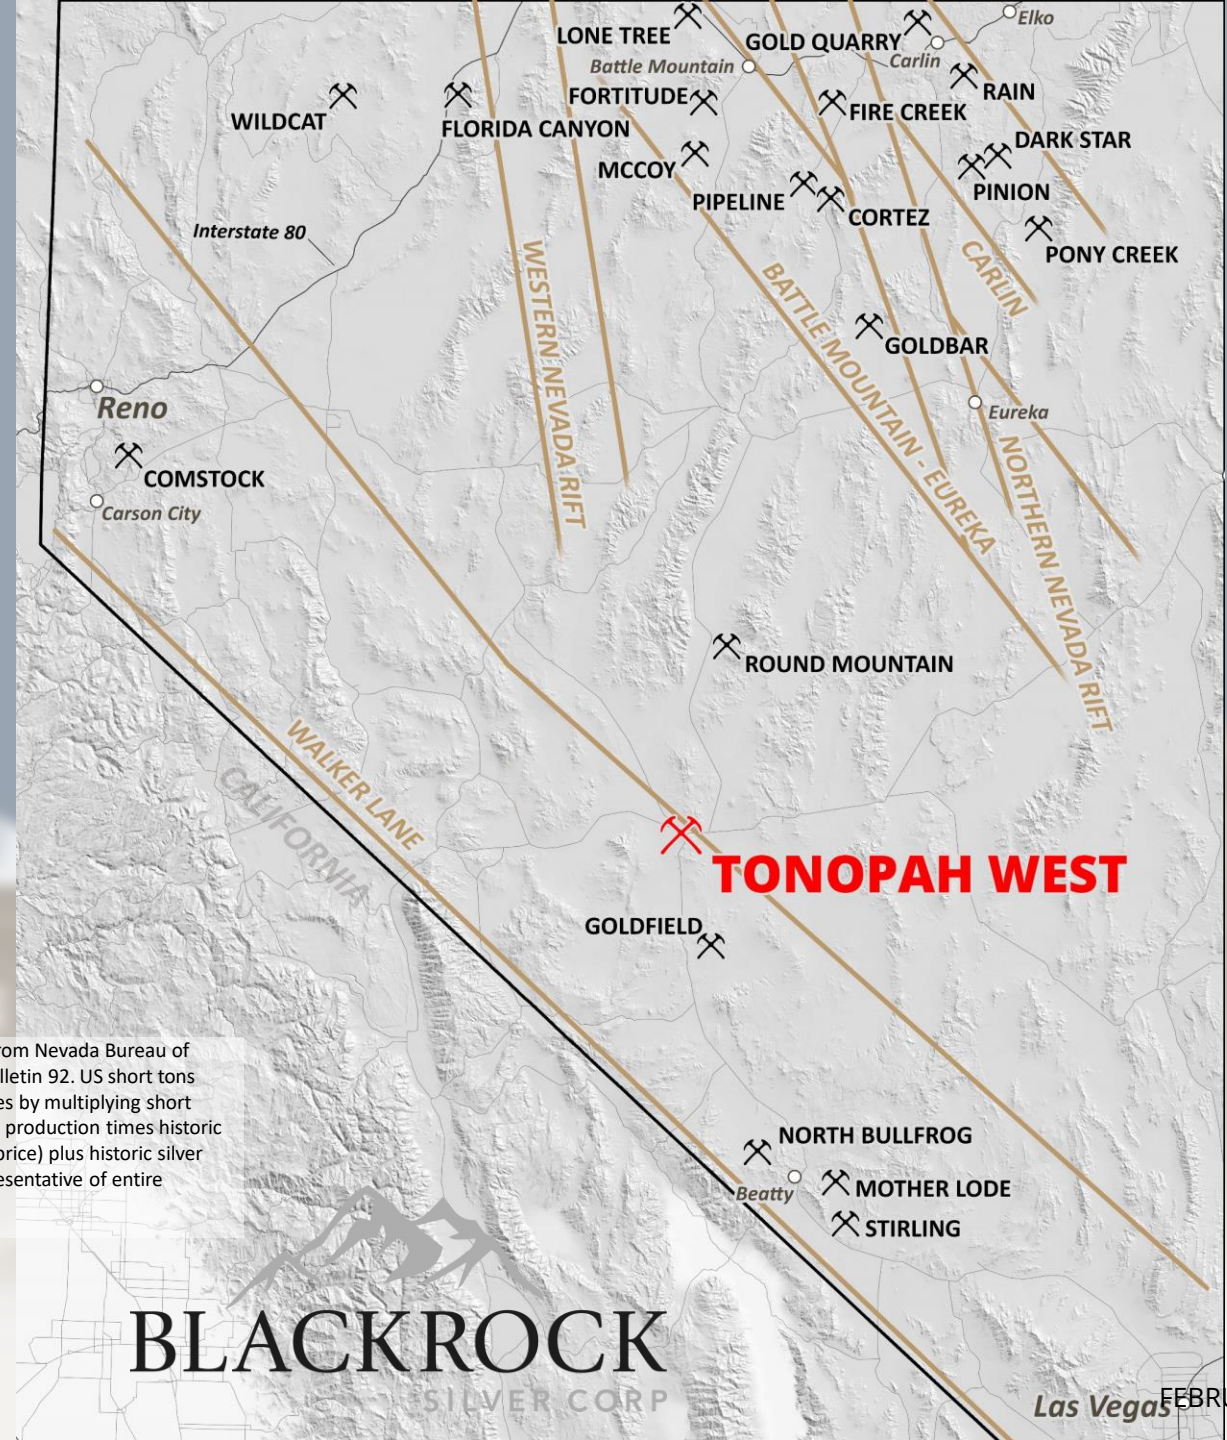 Elko
LONE TREE
GOLD QUARRY
Carlin
Battle Mountain
RAIN
FORTITUDE
FIRE CREEK
WILDCAT
FLORIDA CANYON
DARK STAR
MCCOY
PINION
PIPELINE
CORTEZ
Interstate 80
PONY CREEK
CARLIN
WESTERN NEVADA RIFT
BATTLE MOUNTAIN - EUREKA
GOLDBAR
Reno
Eureka
NORTHERN NEVADA RIFT
COMSTOCK
Carson City
ROUND MOUNTAIN
WALKER LANE
CALIFORNIA
TONOPAH WEST
GOLDFIELD
rom Nevada Bureau of
lletin 92. US short tons
es by multiplying short
production times historic
price) plus historic silver
esentative of entire
NORTH BULLFROG
Beatty
MOTHER LODE
STIRLING
BLACKROCK
SILVER CORP
Las Vegas
FEBRU